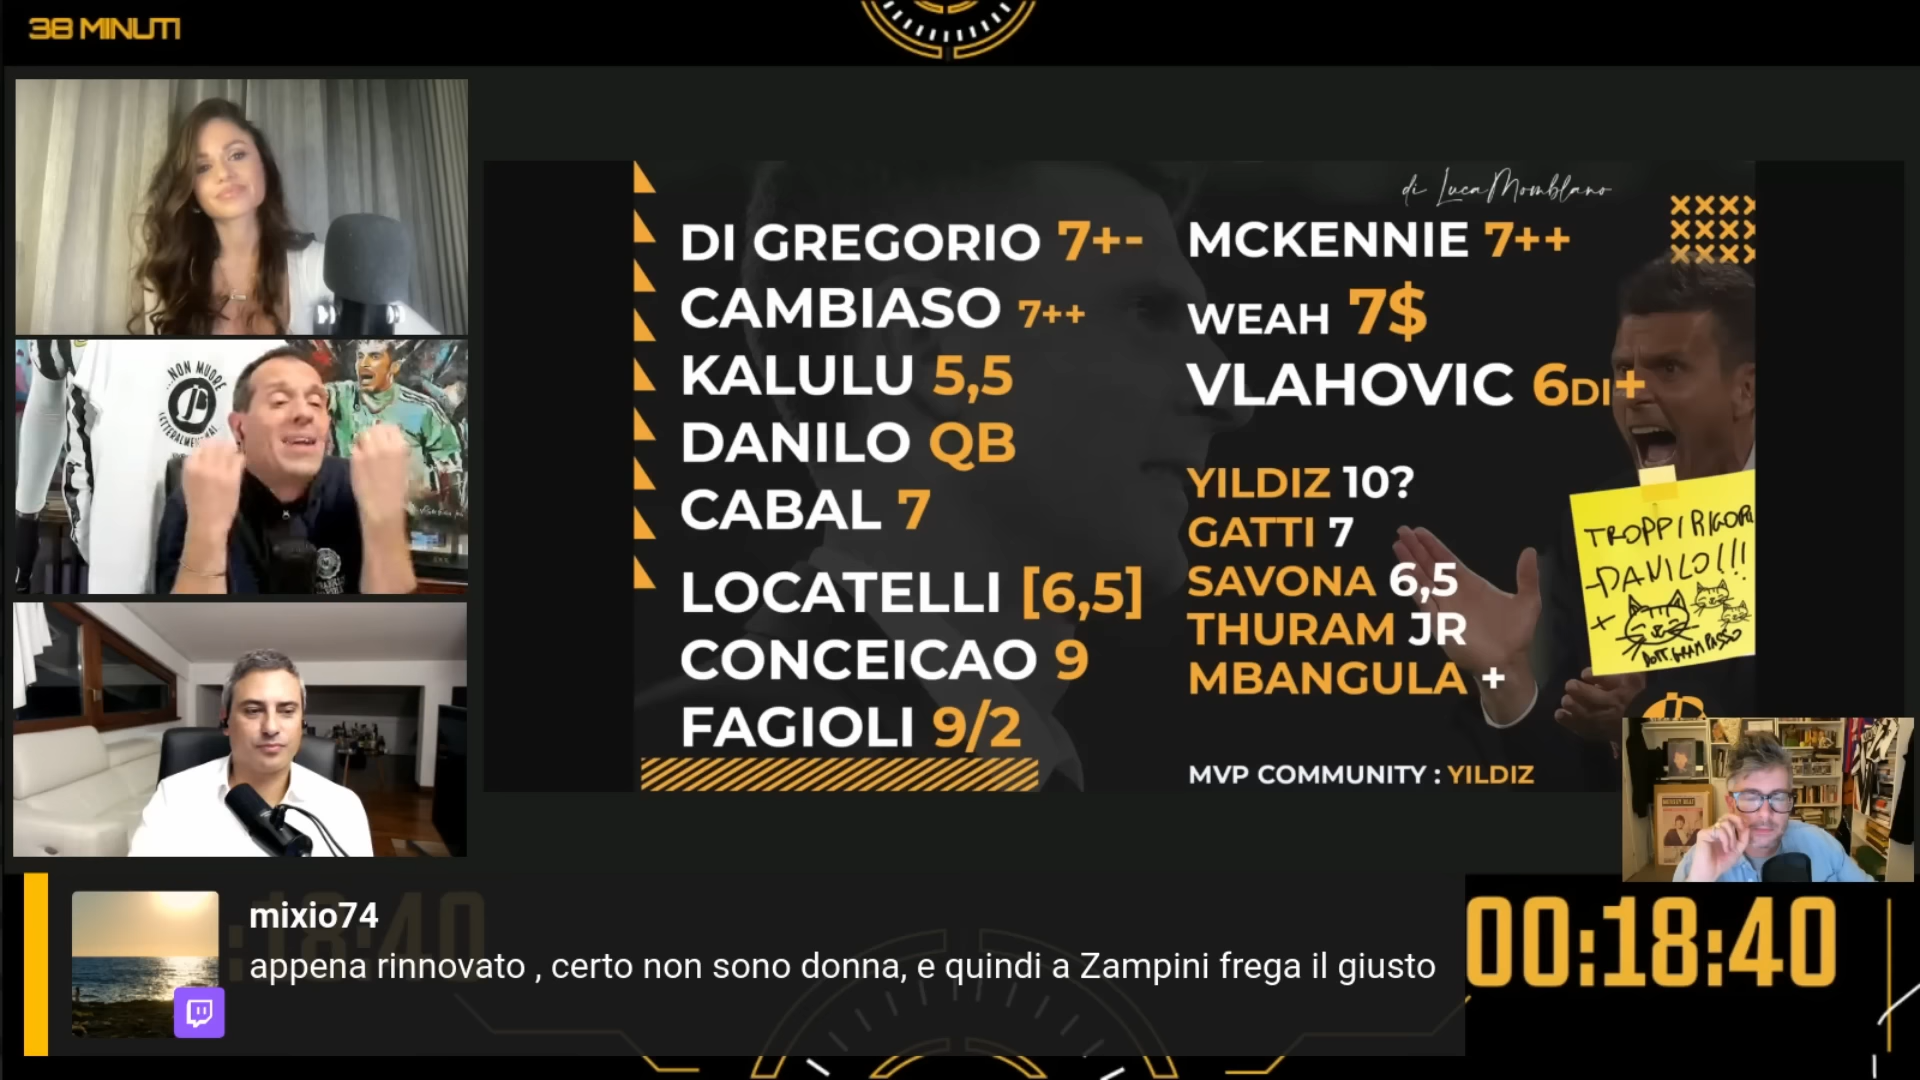 38 MINUTI
...NON MUORE
di Luca Momblano
DI GREGORIO 7+-
CAMBIASO 7++
KALULU 5,5
DANILO QB
CABAL 7
LOCATELLI [6,5]
CONCEICAO 9
FAGIOLI 9/2
MCKENNIE 7++
WEAH 7$
VLAHOVIC 6DI+
YILDIZ 10?
GATTI 7
SAVONA 6,5
THURAM JR
MBANGULA +
MVP COMMUNITY : YILDIZ
TROPPI RIGORI
DANILO!!!
+
mixio74
appena rinnovato , certo non sono donna, e quindi a Zampini frega il giusto
00:18:40